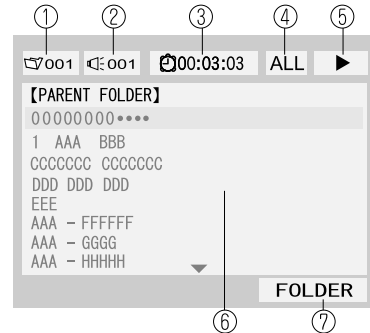 ① ② ③ ④ ⑤
001 001 00:03:03 ALL
【PARENT FOLDER】
00000000••••
1 AAA BBB
CCCCCCC CCCCCCC
DDD DDD DDD
EEE
AAA - FFFFFF
AAA - GGGG
AAA - HHHHH
FOLDER
⑥ ⑦